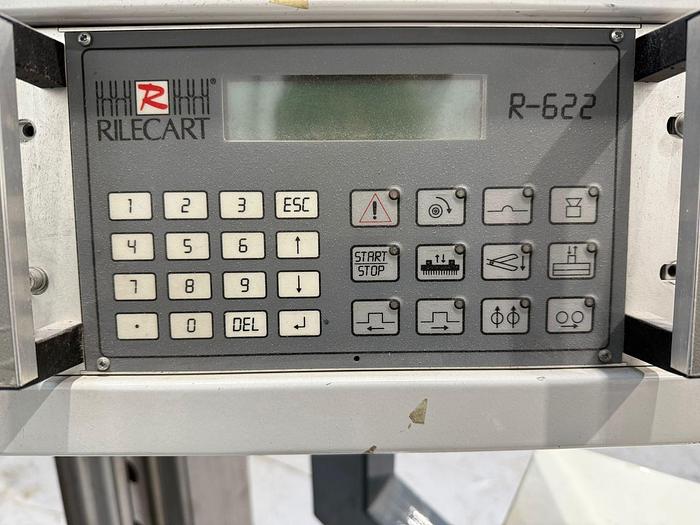 R®
RILECART
R-622
1 2 3 ESC
4 5 6 ↑
7 8 9 ↓
. 0 DEL ↵
!
START
STOP